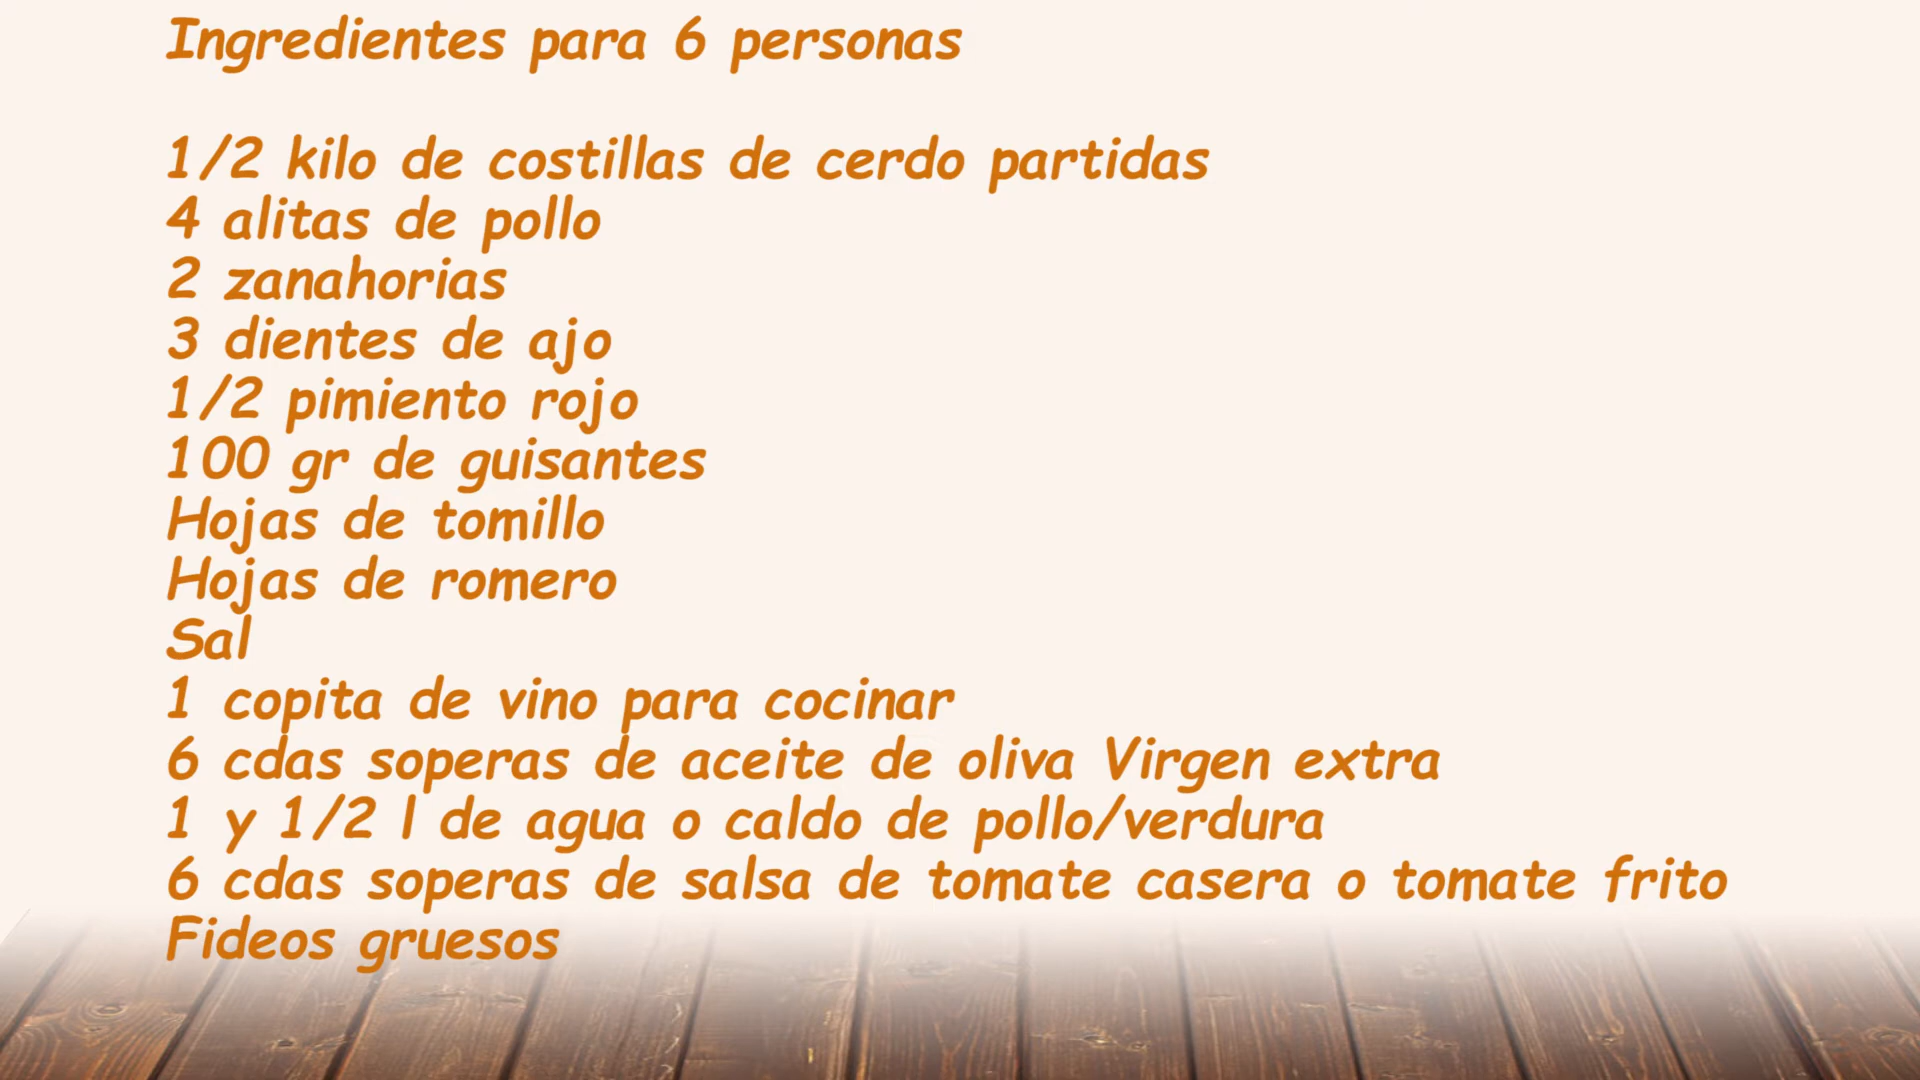 Ingredientes para 6 personas
1/2 kilo de costillas de cerdo partidas
4 alitas de pollo
2 zanahorias
3 dientes de ajo
1/2 pimiento rojo
100 gr de guisantes
Hojas de tomillo
Hojas de romero
Sal
1 copita de vino para cocinar
6 cdas soperas de aceite de oliva Virgen extra
1 y 1/2 l de agua o caldo de pollo/verdura
6 cdas soperas de salsa de tomate casera o tomate frito
Fideos gruesos